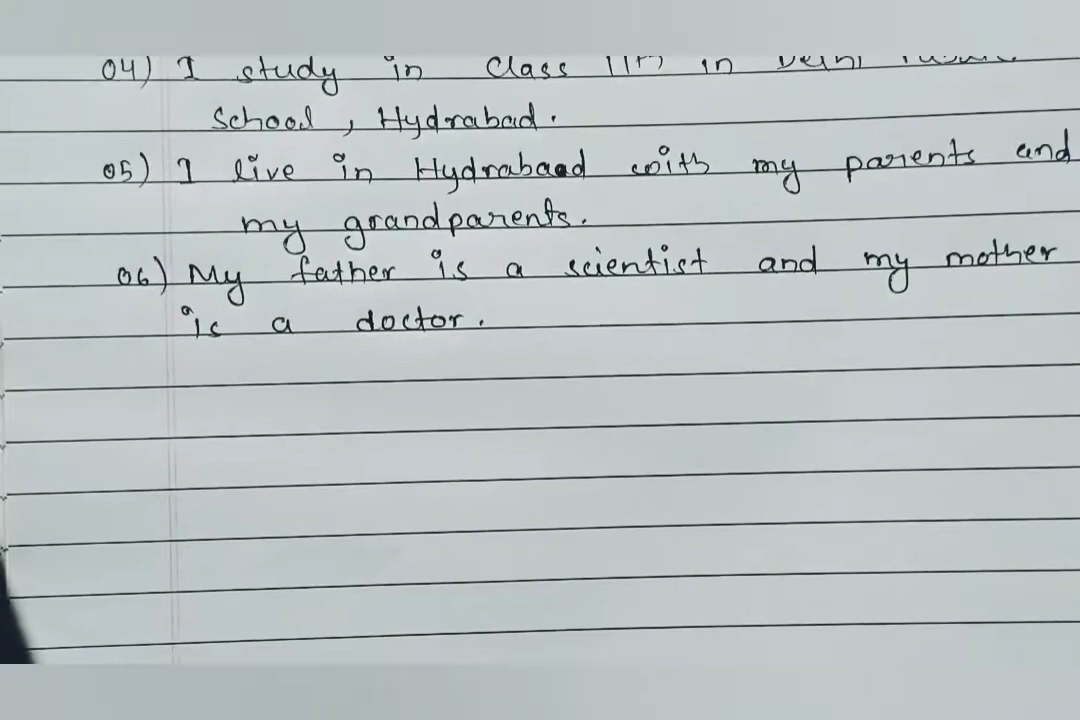 04) I study in Class in
School, Hydrabad.
05) I live in Hydrabaad with my parents and
my grandparents.
06) My father is a scientist and my mother
is a doctor.